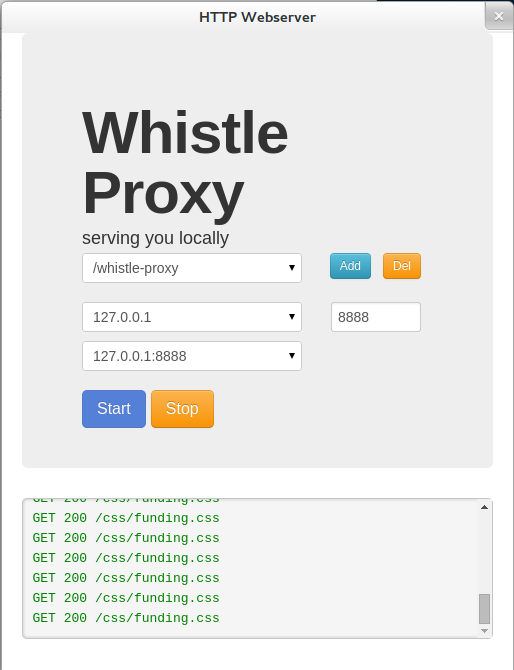 HTTP Webserver
Whistle
Proxy
serving you locally
/whistle-proxy
Add
Del
127.0.0.1
8888
127.0.0.1:8888
Start
Stop
GET 200 /css/funding.css
GET 200 /css/funding.css
GET 200 /css/funding.css
GET 200 /css/funding.css
GET 200 /css/funding.css
GET 200 /css/funding.css
GET 200 /css/funding.css